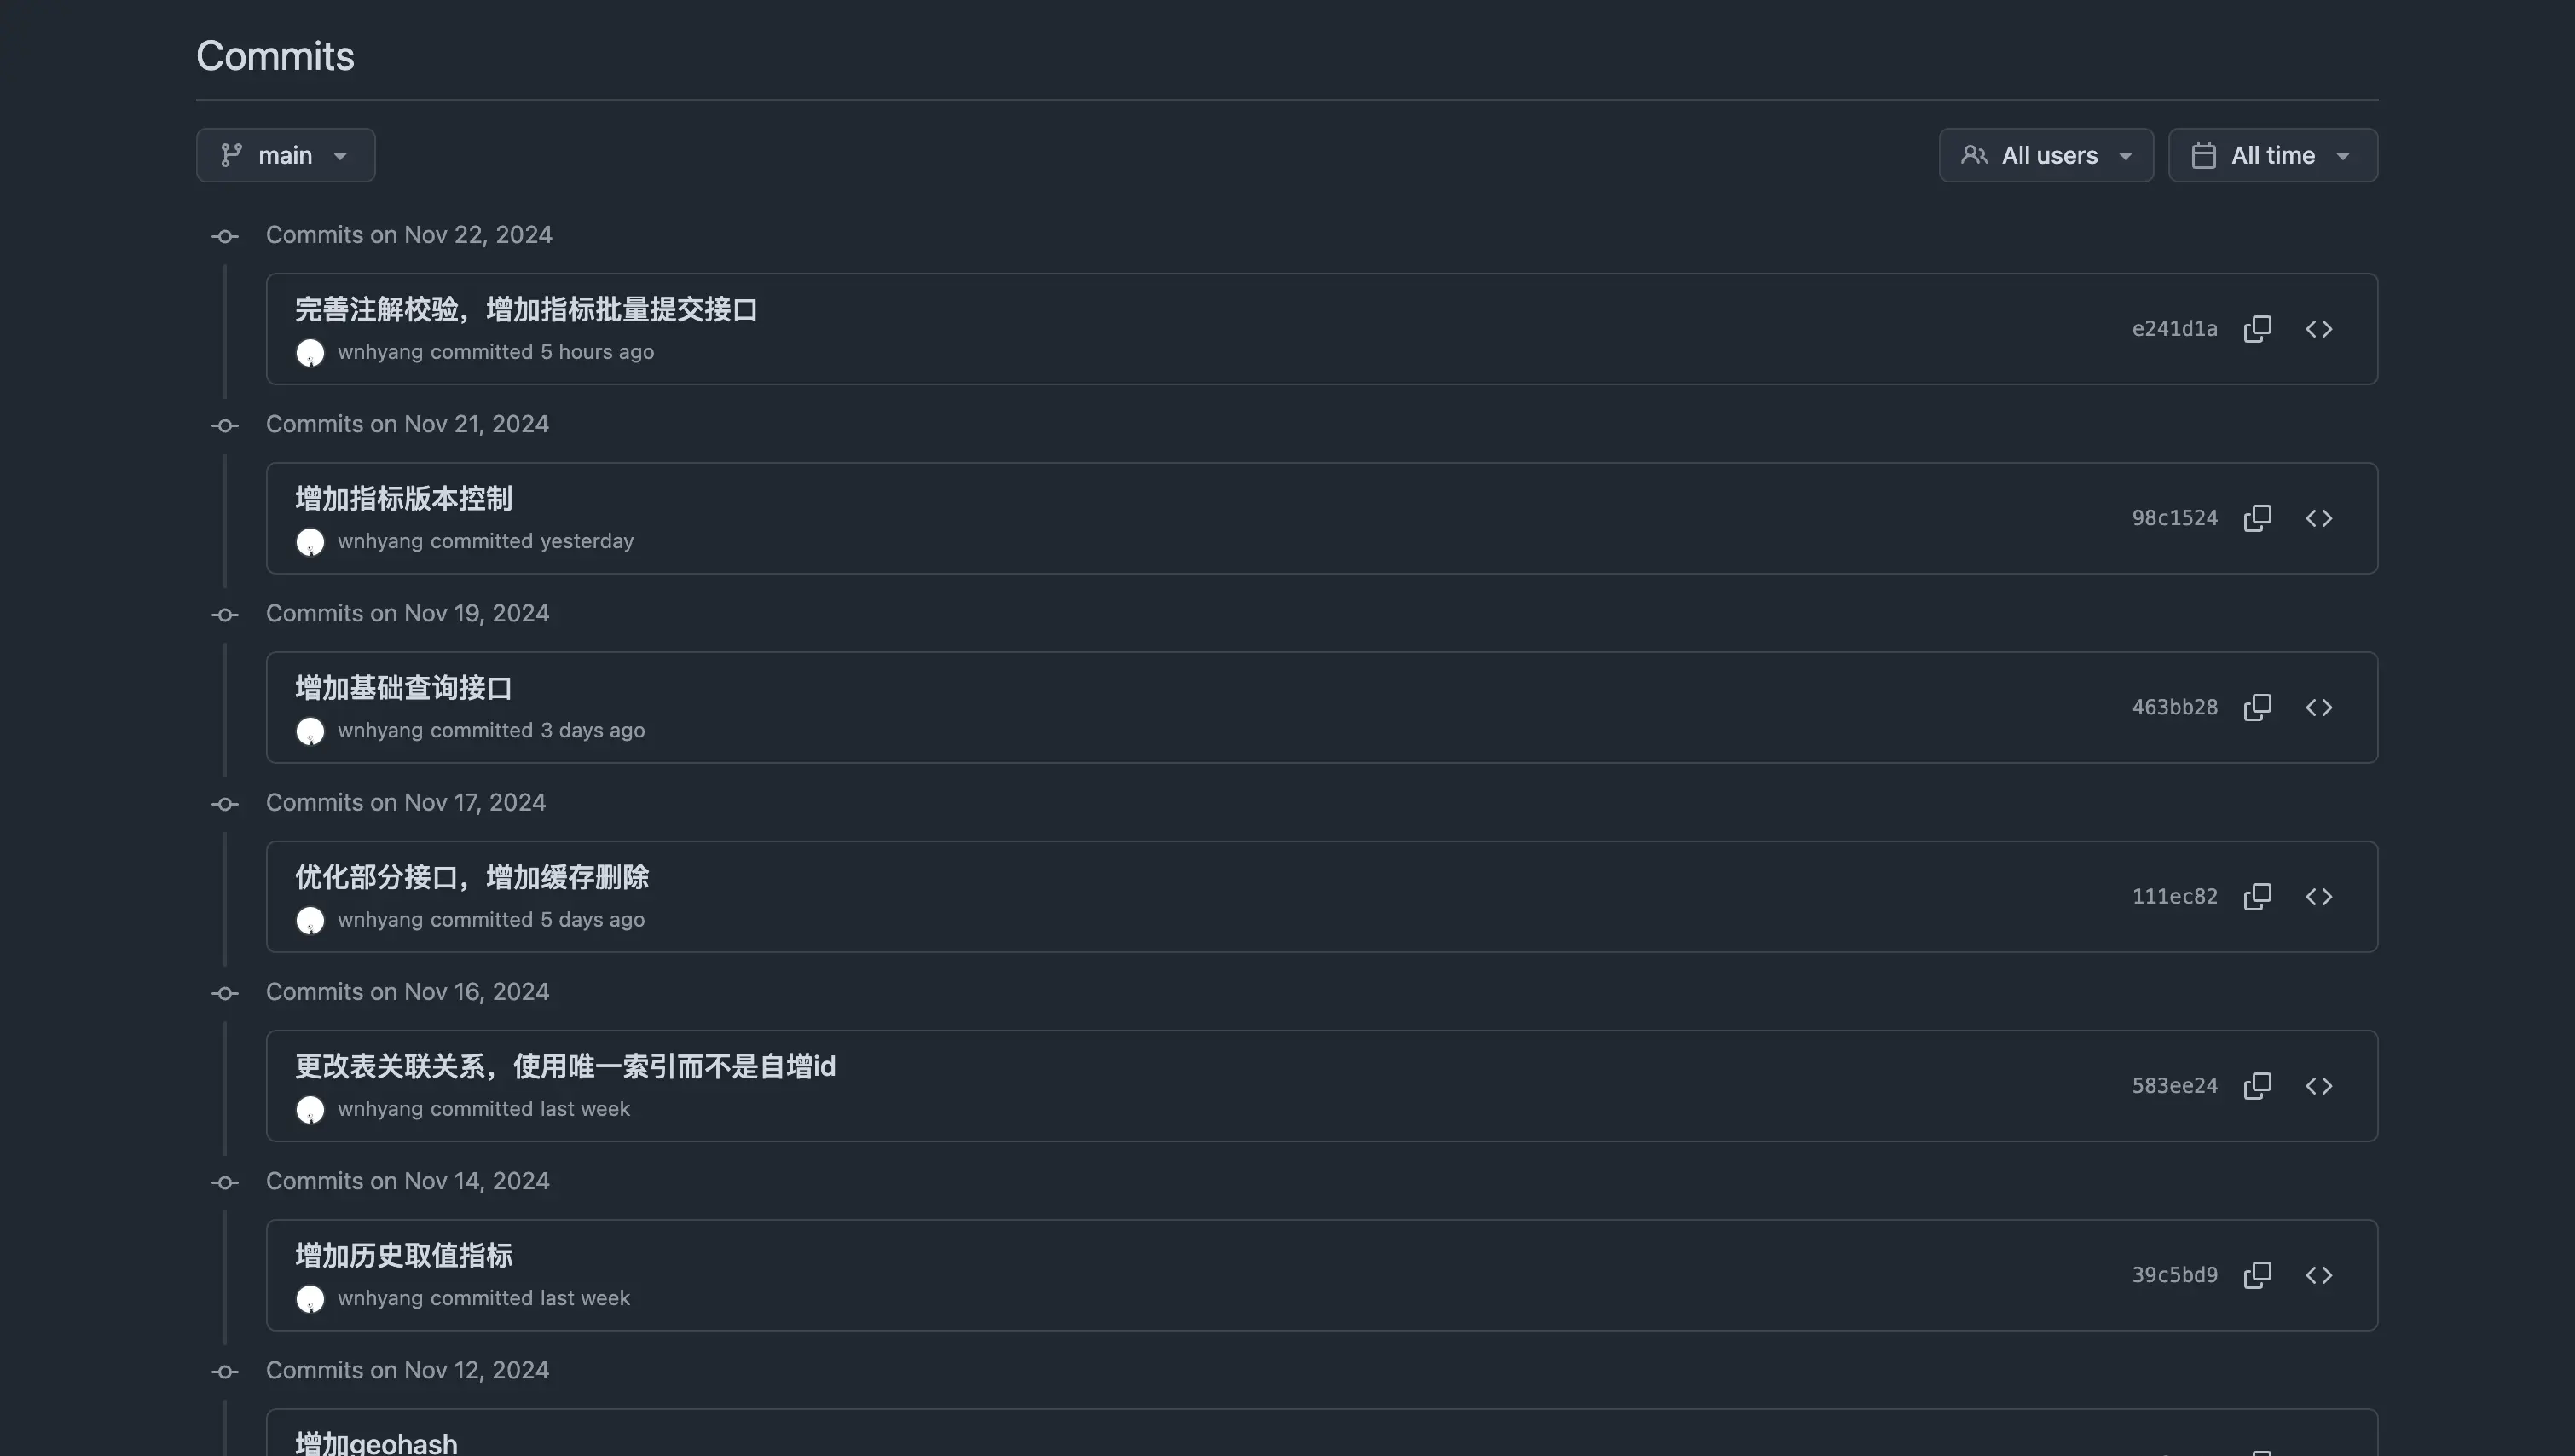 Commits
main
All users
All time
Commits on Nov 22, 2024
完善注解校验，增加指标批量提交接口
wnhyang committed 5 hours ago
e241d1a
Commits on Nov 21, 2024
增加指标版本控制
wnhyang committed yesterday
98c1524
Commits on Nov 19, 2024
增加基础查询接口
wnhyang committed 3 days ago
463bb28
Commits on Nov 17, 2024
优化部分接口，增加缓存删除
wnhyang committed 5 days ago
111ec82
Commits on Nov 16, 2024
更改表关联关系，使用唯一索引而不是自增id
wnhyang committed last week
583ee24
Commits on Nov 14, 2024
增加历史取值指标
wnhyang committed last week
39c5bd9
Commits on Nov 12, 2024
增加geohash